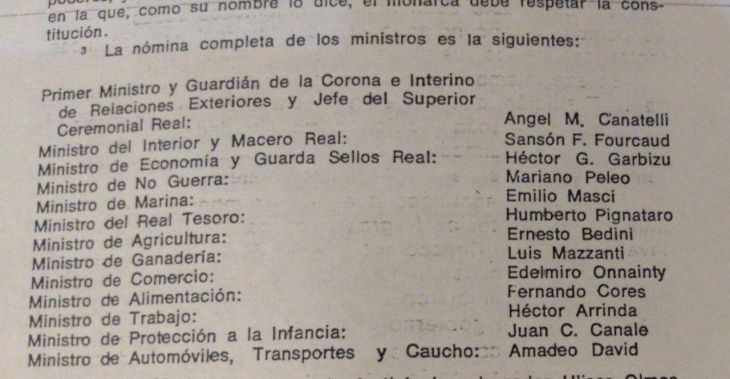 en la que, como su nombre lo dice, el monarca debe respetar la cons-
titución.
3 La nómina completa de los ministros es la siguientes:
Primer Ministro y Guardián de la Corona e Interino
de Relaciones Exteriores y Jefe del Superior
Ceremonial Real: Angel M. Canatelli
Ministro del Interior y Macero Real: Sansón F. Fourcaud
Ministro de Economía y Guarda Sellos Real: Héctor G. Garbizu
Ministro de No Guerra: Mariano Peleo
Ministro de Marina: Emilio Masci
Ministro del Real Tesoro: Humberto Pignataro
Ministro de Agricultura: Ernesto Bedini
Ministro de Ganadería: Luis Mazzanti
Ministro de Comercio: Edelmiro Onnainty
Ministro de Alimentación: Fernando Cores
Ministro de Trabajo: Héctor Arrinda
Ministro de Protección a la Infancia: Juan C. Canale
Ministro de Automóviles, Transportes y Caucho: Amadeo David